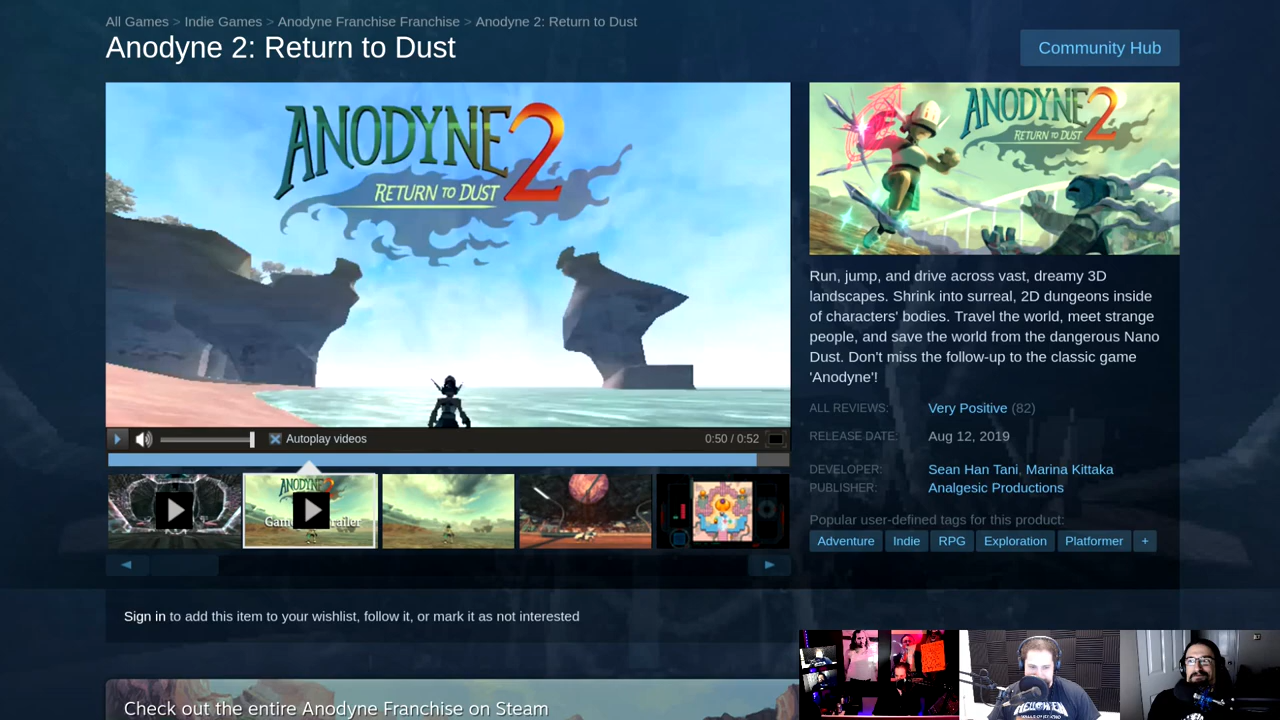 All Games > Indie Games > Anodyne Franchise Franchise > Anodyne 2: Return to Dust
Anodyne 2: Return to Dust
Community Hub
ANODYNE 2
RETURN TO DUST
ANODYNE 2
RETURN TO DUST
Run, jump, and drive across vast, dreamy 3D
landscapes. Shrink into surreal, 2D dungeons inside
of characters' bodies. Travel the world, meet strange
people, and save the world from the dangerous Nano
Dust. Don't miss the follow-up to the classic game
'Anodyne'!
ALL REVIEWS: Very Positive (82)
RELEASE DATE: Aug 12, 2019
DEVELOPER: Sean Han Tani, Marina Kittaka
PUBLISHER: Analgesic Productions
Popular user-defined tags for this product:
Adventure Indie RPG Exploration Platformer +
Autoplay videos 0:50 / 0:52
ANODYNE 2
Sign in to add this item to your wishlist, follow it, or mark it as not interested
Check out the entire Anodyne Franchise on Steam
HELLOWEEN